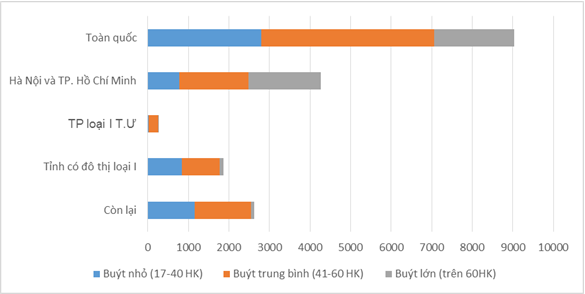 Toàn quốc
Hà Nội và TP. Hồ Chí Minh
TP loại I T.Ư
Tỉnh có đô thị loại I
Còn lại
0 1000 2000 3000 4000 5000 6000 7000 8000 9000 10000
Buýt nhỏ (17-40 HK) Buýt trung bình (41-60 HK) Buýt lớn (trên 60HK)